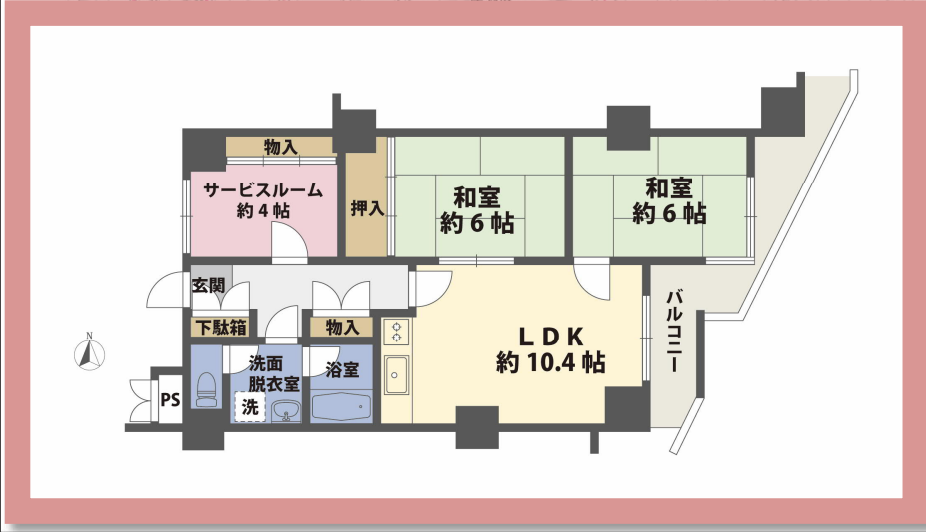 物入
サービスルーム
約 4 帖
押入
和室
約 6 帖
和室
約 6 帖
玄関
下駄箱
物入
バルコニー
LDK
約 10.4 帖
洗面
脱衣室
洗
浴室
N
PS